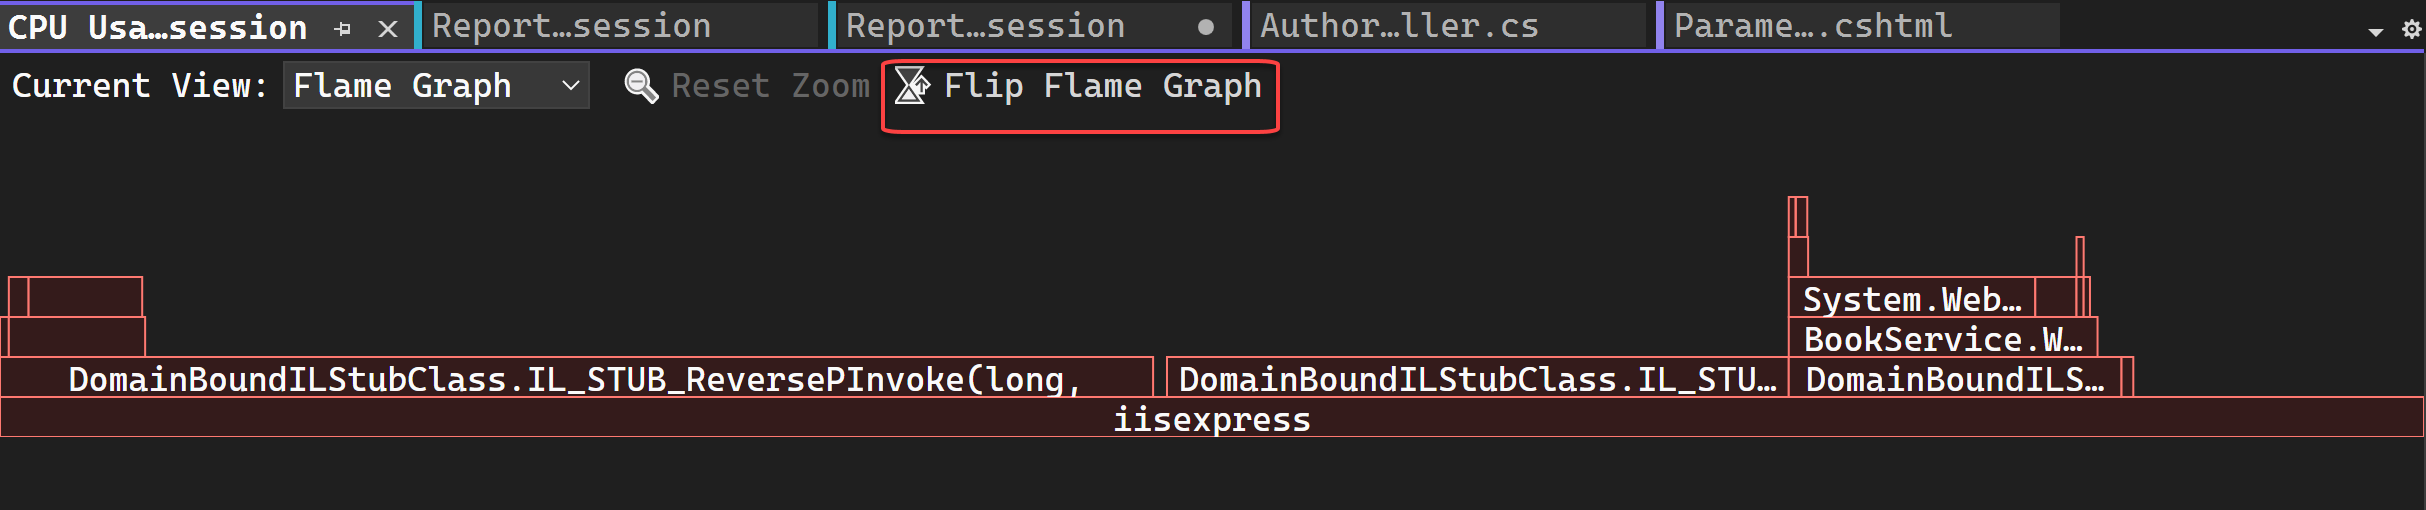 CPU Usa…session
Report…session
Report…session
Author…ller.cs
Parame….cshtml
Current View: Flame Graph
Reset Zoom
Flip Flame Graph
System.Web…
BookService.W…
DomainBoundILStubClass.IL_STUB_ReversePInvoke(long,
DomainBoundILStubClass.IL_STU…
DomainBoundILS…
iisexpress